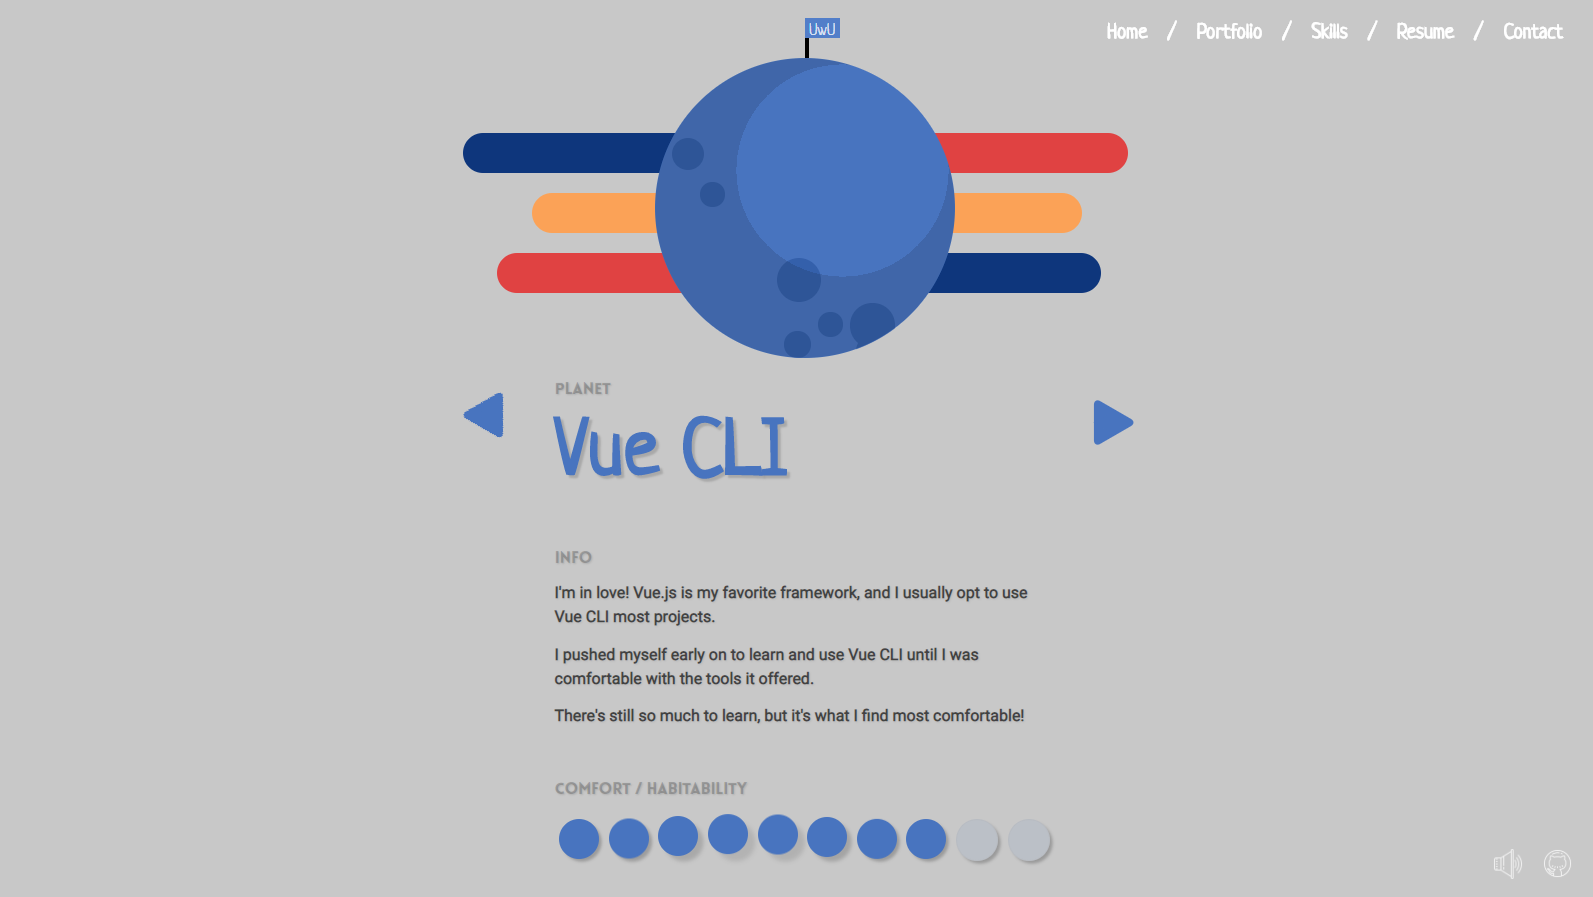 UwU
Home / Portfolio / Skills / Resume / Contact
PLANET
Vue CLI
INFO
I'm in love! Vue.js is my favorite framework, and I usually opt to use
Vue CLI most projects.
I pushed myself early on to learn and use Vue CLI until I was
comfortable with the tools it offered.
There's still so much to learn, but it's what I find most comfortable!
COMFORT / HABITABILITY